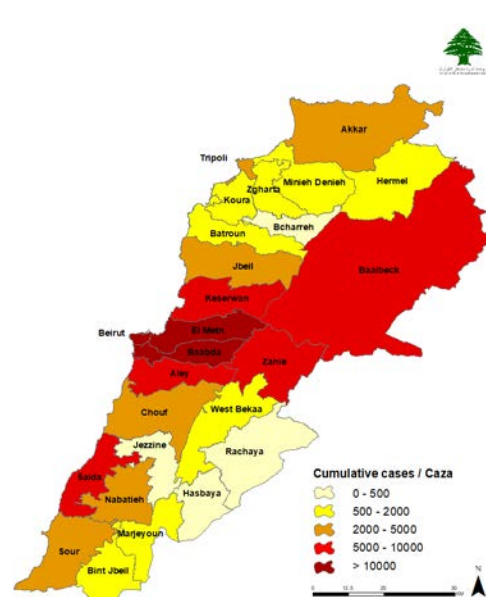 Akkar
Tripoli
Minieh Denieh
Hermel
Zgharta
Koura
Bcharreh
Batroun
Jbeil
Baalbeck
Keserwan
El Metn
Beirut
Baabda
Zahle
Aley
Chouf
West Bekaa
Jezzine
Rachaya
Saida
Hasbaya
Nabatieh
Marjeyoun
Sour
Bint Jbeil
Cumulative cases / Caza
0 - 500
500 - 2000
2000 - 5000
5000 - 10000
> 10000
N